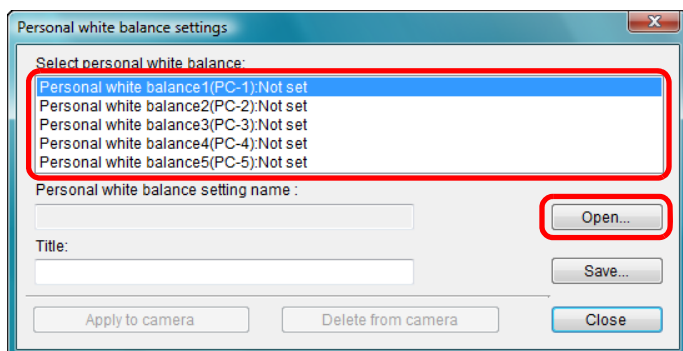 Personal white balance settings
Select personal white balance:
Personal white balance1(PC-1):Not set
Personal white balance2(PC-2):Not set
Personal white balance3(PC-3):Not set
Personal white balance4(PC-4):Not set
Personal white balance5(PC-5):Not set
Personal white balance setting name :
Open...
Title:
Save...
Apply to camera Delete from camera Close